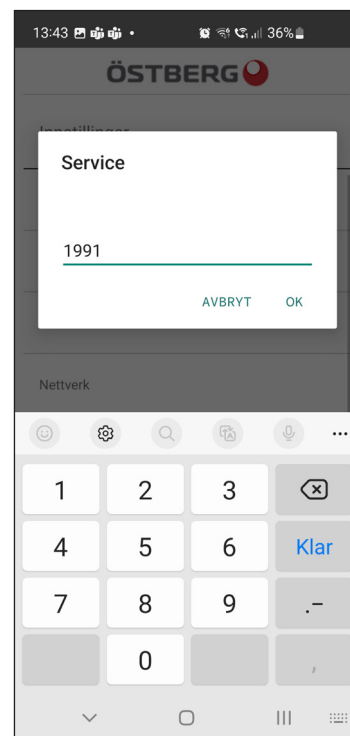 13:43 36%
ÖSTBERG
Innstillinger
Service
1991
AVBRYT OK
Nettverk
1 2 3
4 5 6 Klar
7 8 9 .-
0 ,